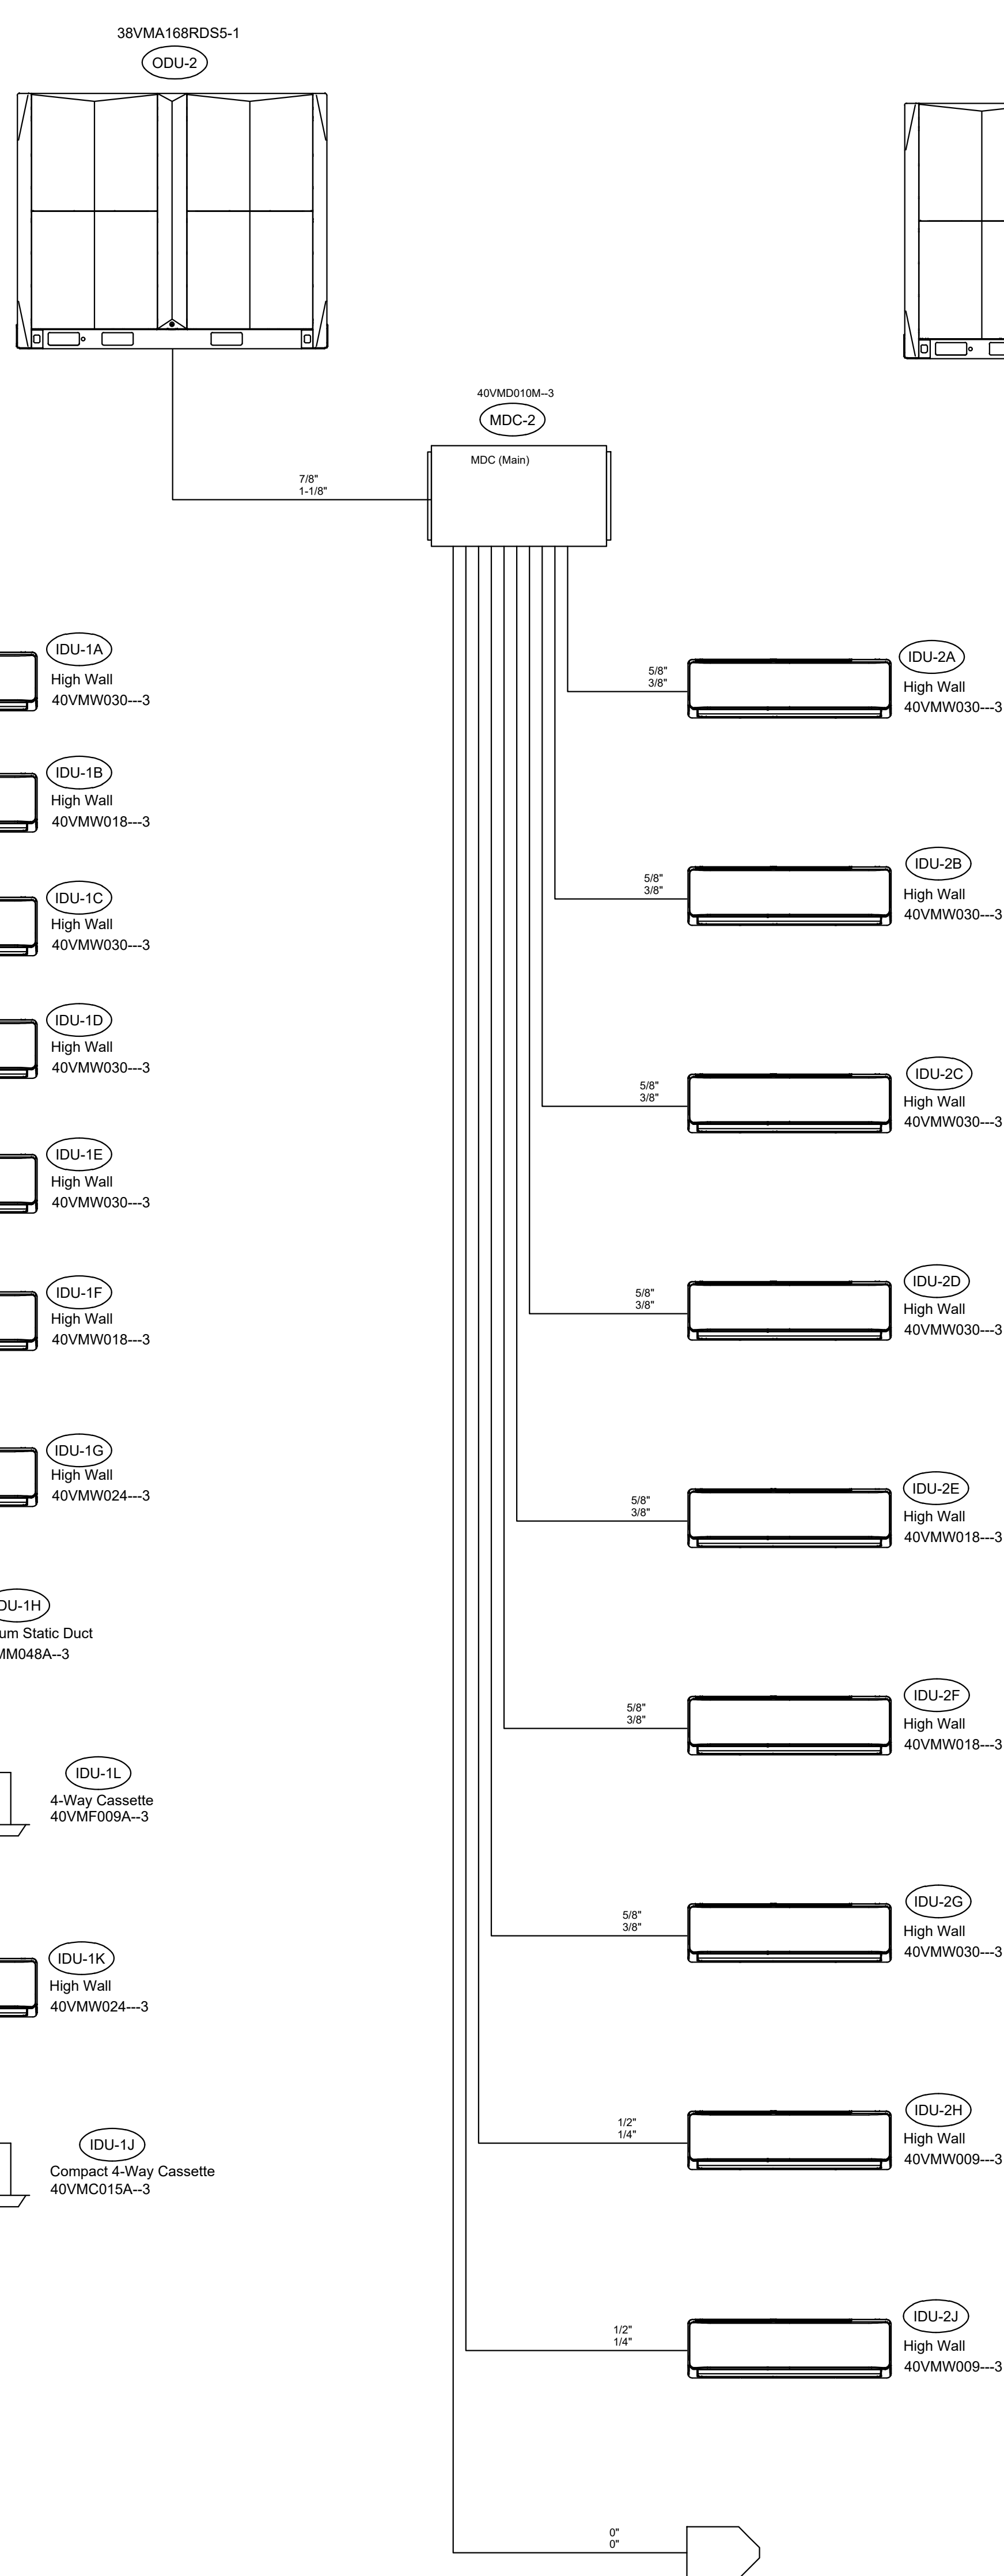 38VMA168RDS5-1
ODU-2
40VMD010M--3
MDC-2
MDC (Main)
7/8"
1-1/8"
IDU-1A
High Wall
40VMW030---3
IDU-1B
High Wall
40VMW018---3
IDU-1C
High Wall
40VMW030---3
IDU-1D
High Wall
40VMW030---3
IDU-1E
High Wall
40VMW030---3
IDU-1F
High Wall
40VMW018---3
IDU-1G
High Wall
40VMW024---3
DU-1H
um Static Duct
MM048A--3
IDU-1L
4-Way Cassette
40VMF009A--3
IDU-1K
High Wall
40VMW024---3
IDU-1J
Compact 4-Way Cassette
40VMC015A--3
5/8"
3/8"
IDU-2A
High Wall
40VMW030---3
5/8"
3/8"
IDU-2B
High Wall
40VMW030---3
5/8"
3/8"
IDU-2C
High Wall
40VMW030---3
5/8"
3/8"
IDU-2D
High Wall
40VMW030---3
5/8"
3/8"
IDU-2E
High Wall
40VMW018---3
5/8"
3/8"
IDU-2F
High Wall
40VMW018---3
5/8"
3/8"
IDU-2G
High Wall
40VMW030---3
1/2"
1/4"
IDU-2H
High Wall
40VMW009---3
1/2"
1/4"
IDU-2J
High Wall
40VMW009---3
0"
0"